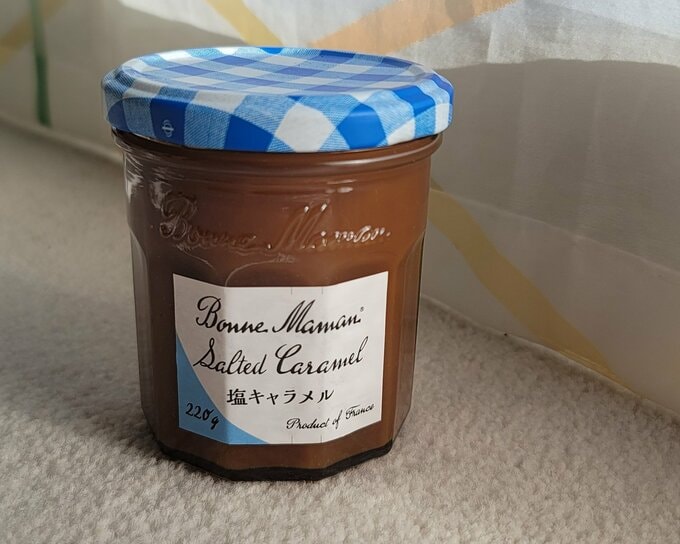 Bonne Maman
Bonne Maman®
Salted Caramel
塩キャラメル
220g
Product of France